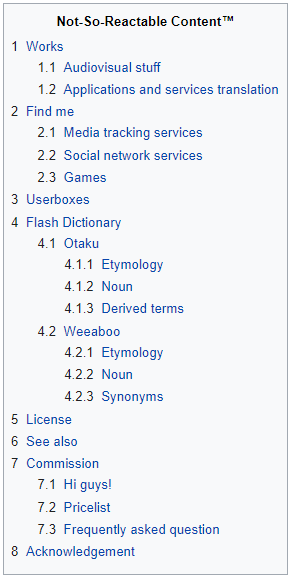 Not-So-Reactable Content™
1 Works
1.1 Audiovisual stuff
1.2 Applications and services translation
2 Find me
2.1 Media tracking services
2.2 Social network services
2.3 Games
3 Userboxes
4 Flash Dictionary
4.1 Otaku
4.1.1 Etymology
4.1.2 Noun
4.1.3 Derived terms
4.2 Weeaboo
4.2.1 Etymology
4.2.2 Noun
4.2.3 Synonyms
5 License
6 See also
7 Commission
7.1 Hi guys!
7.2 Pricelist
7.3 Frequently asked question
8 Acknowledgement